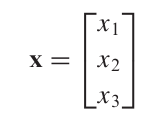 x = [x₁
x₂
x₃]